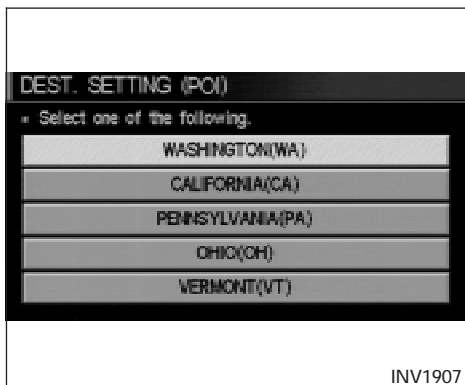 DEST. SETTING (POI)
Select one of the following.
WASHINGTON(WA)
CALIFORNIA(CA)
PENNSYLVANIA(PA)
OHIO(OH)
VERMONT(VT)
INV1907